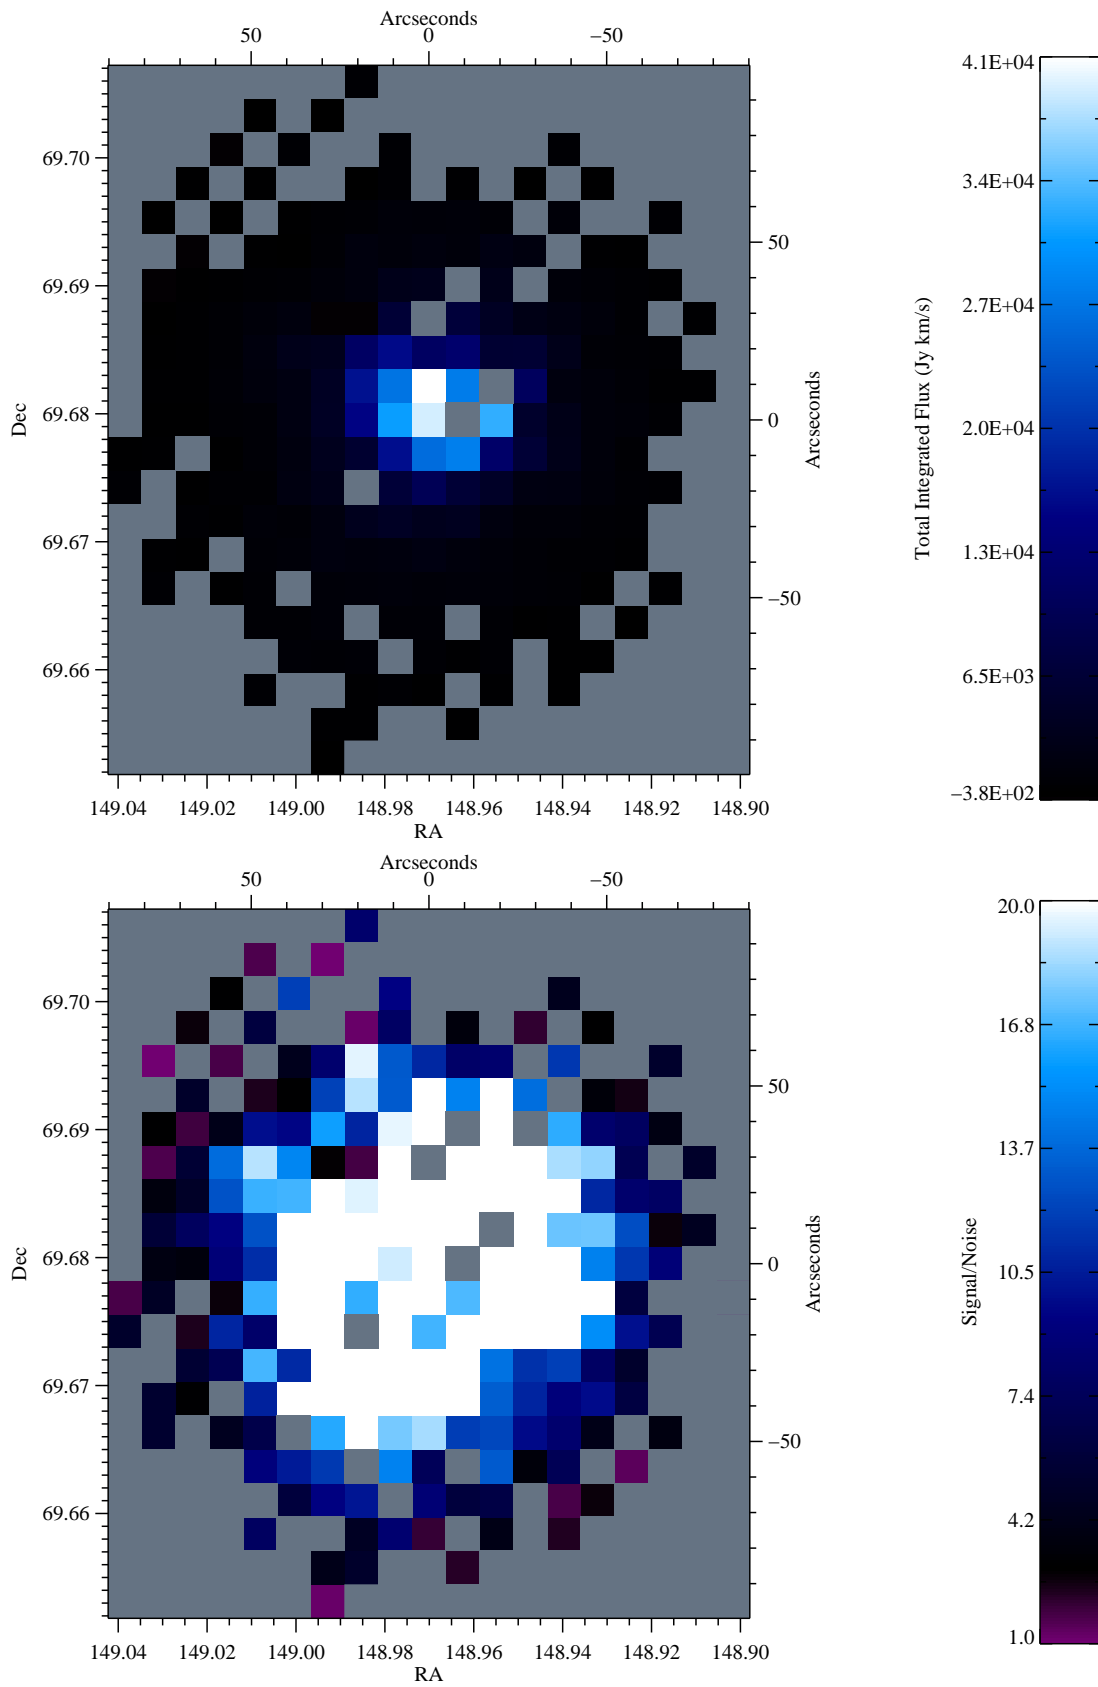 Arcseconds
50 0 −50
69.70
69.69
69.68
69.67
69.66
Dec
50
0
−50
Arcseconds
149.04 149.02 149.00 148.98 148.96 148.94 148.92 148.90
RA
4.1E+04
3.4E+04
2.7E+04
2.0E+04
1.3E+04
6.5E+03
−3.8E+02
Total Integrated Flux (Jy km/s)
Arcseconds
50 0 −50
69.70
69.69
69.68
69.67
69.66
Dec
50
0
−50
Arcseconds
149.04 149.02 149.00 148.98 148.96 148.94 148.92 148.90
RA
20.0
16.8
13.7
10.5
7.4
4.2
1.0
Signal/Noise